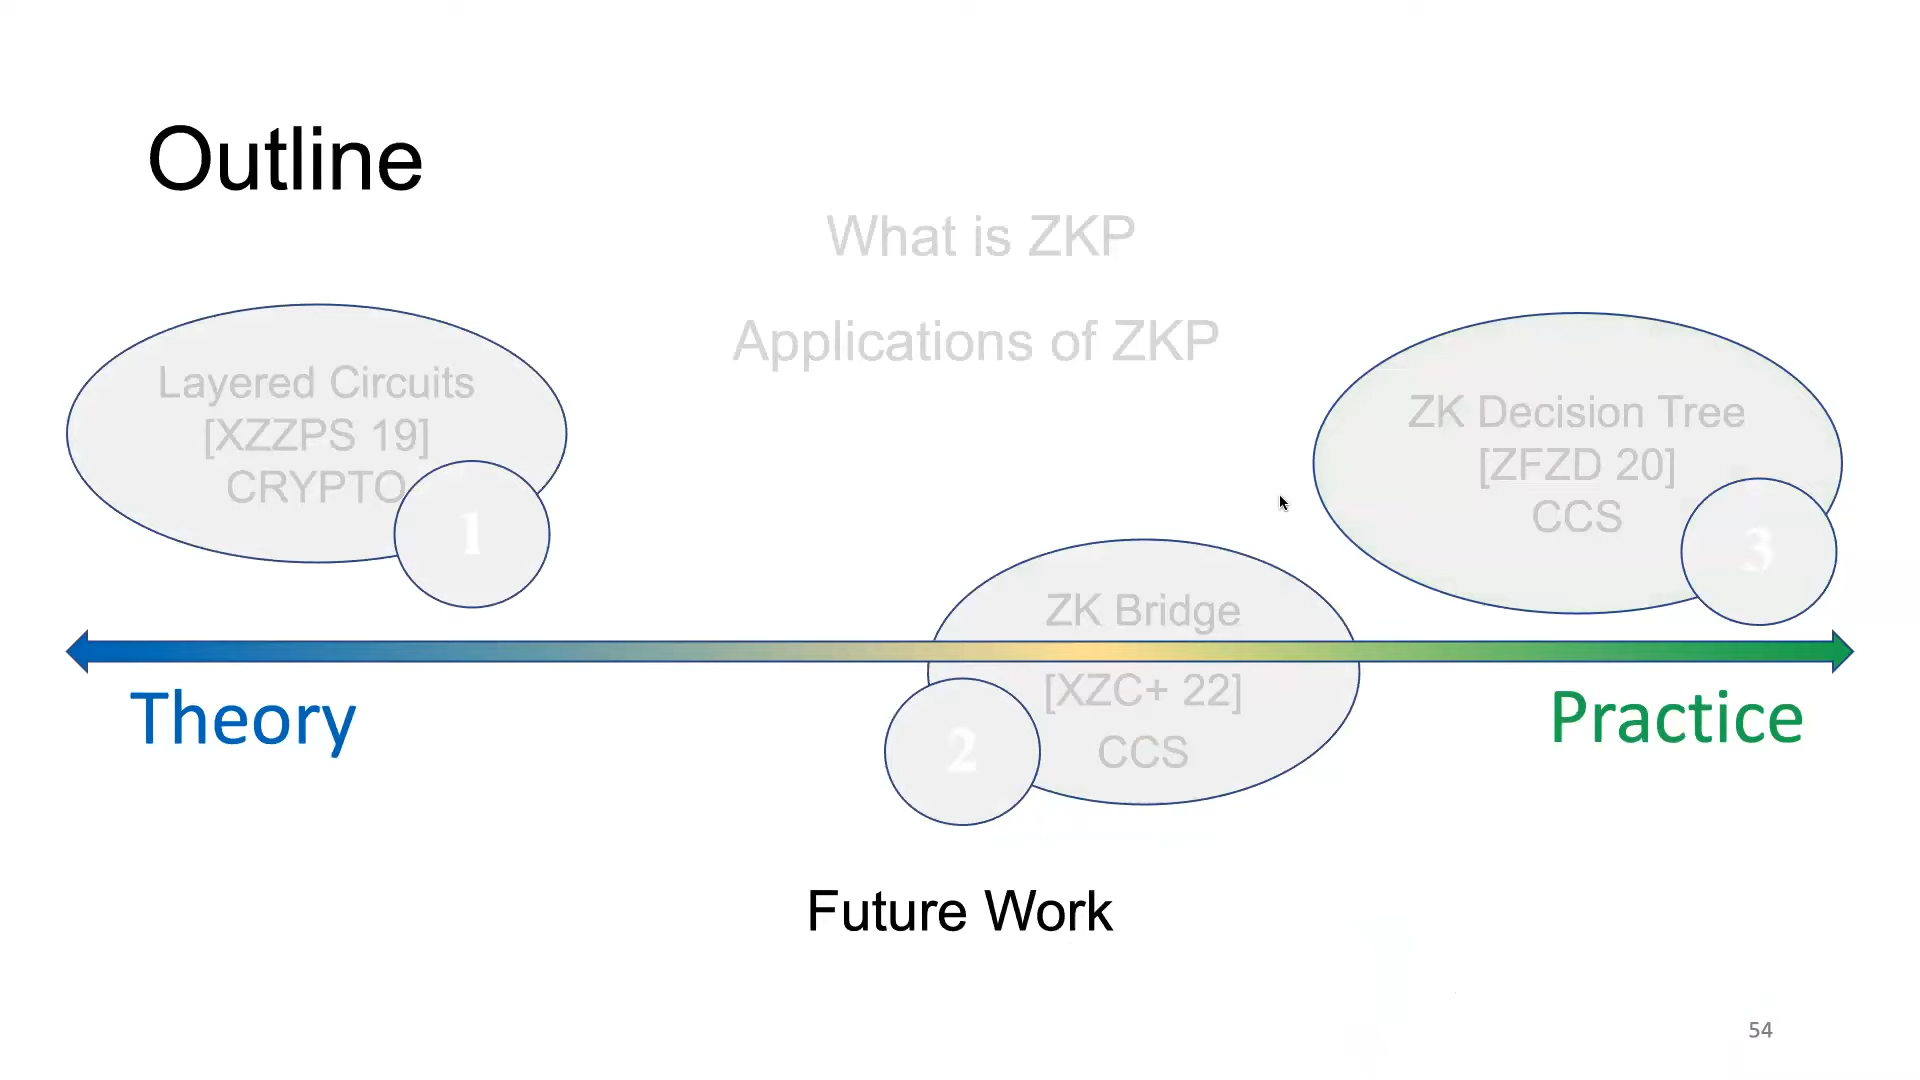 Outline
What is ZKP
Applications of ZKP
Layered Circuits
[XZZPS 19]
CRYPTO
1
ZK Decision Tree
[ZFZD 20]
CCS
3
ZK Bridge
[XZC+ 22]
CCS
2
Theory
Practice
Future Work
54